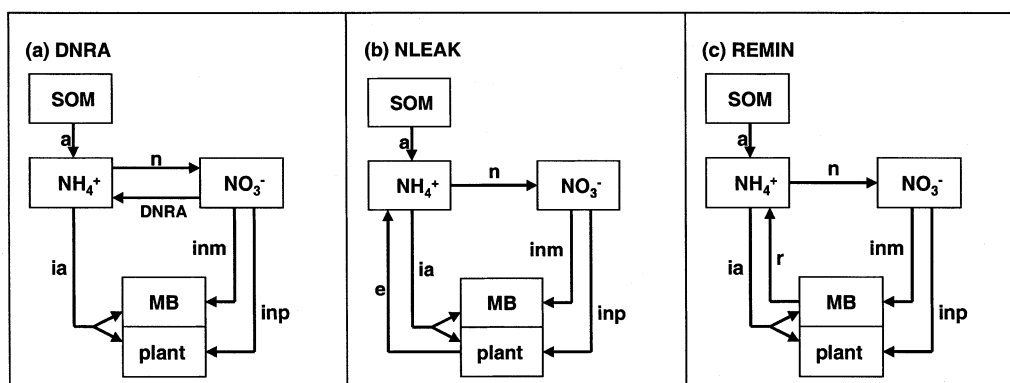 (a) DNRA
SOM
a
n
NH₄⁺
NO₃⁻
DNRA
inm
ia
MB
inp
plant
(b) NLEAK
SOM
a
n
NH₄⁺
NO₃⁻
inm
ia
e
MB
inp
plant
(c) REMIN
SOM
a
n
NH₄⁺
NO₃⁻
inm
ia
r
MB
inp
plant